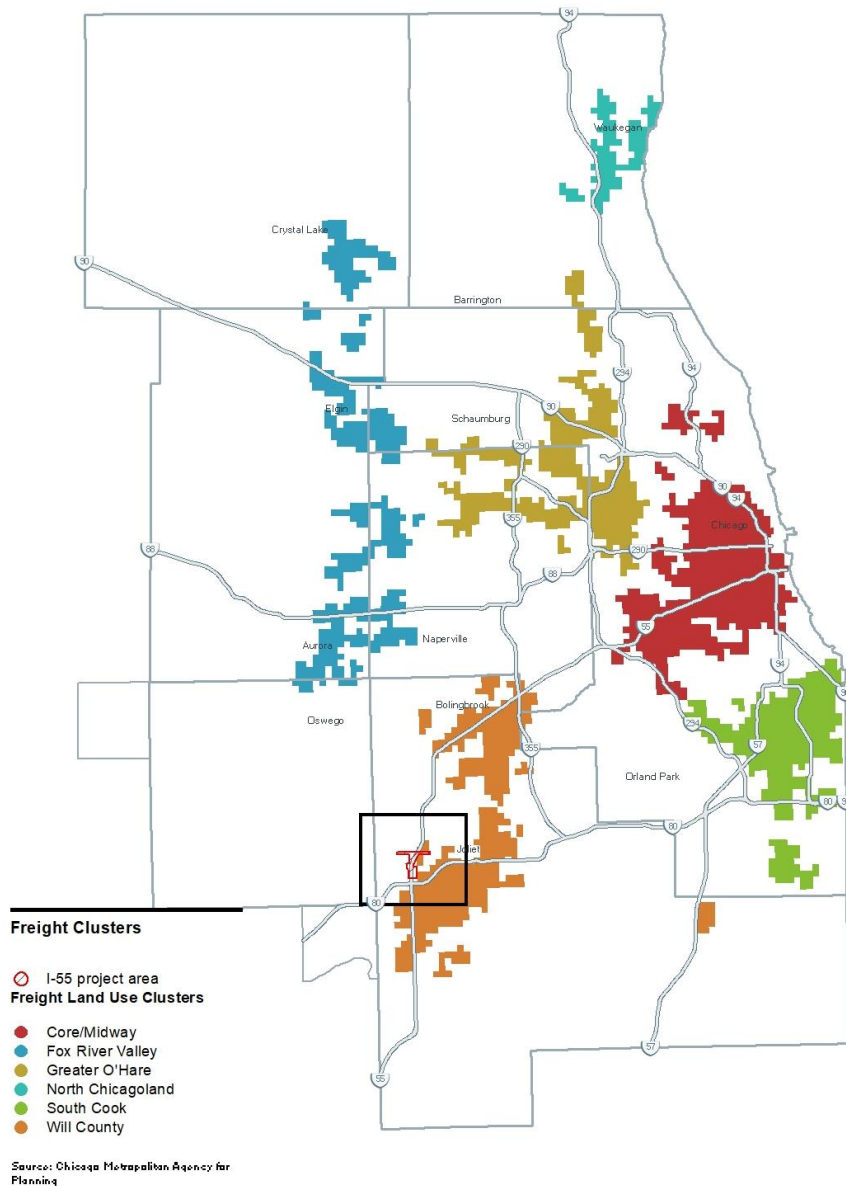 94
Waukegan
Crystal Lake
90
Barrington
294
94
Elgin
Schaumburg
90
290
90
94
355
Chicago
88
290
88
55
Aurora
Naperville
94
Bolingbrook
Oswego
294
57
355
Orland Park
80
80
Joliet
80
57
55
Freight Clusters
I-55 project area
Freight Land Use Clusters
Core/Midway
Fox River Valley
Greater O'Hare
North Chicagoland
South Cook
Will County
Source: Chicago Metropolitan Agency for
Planning